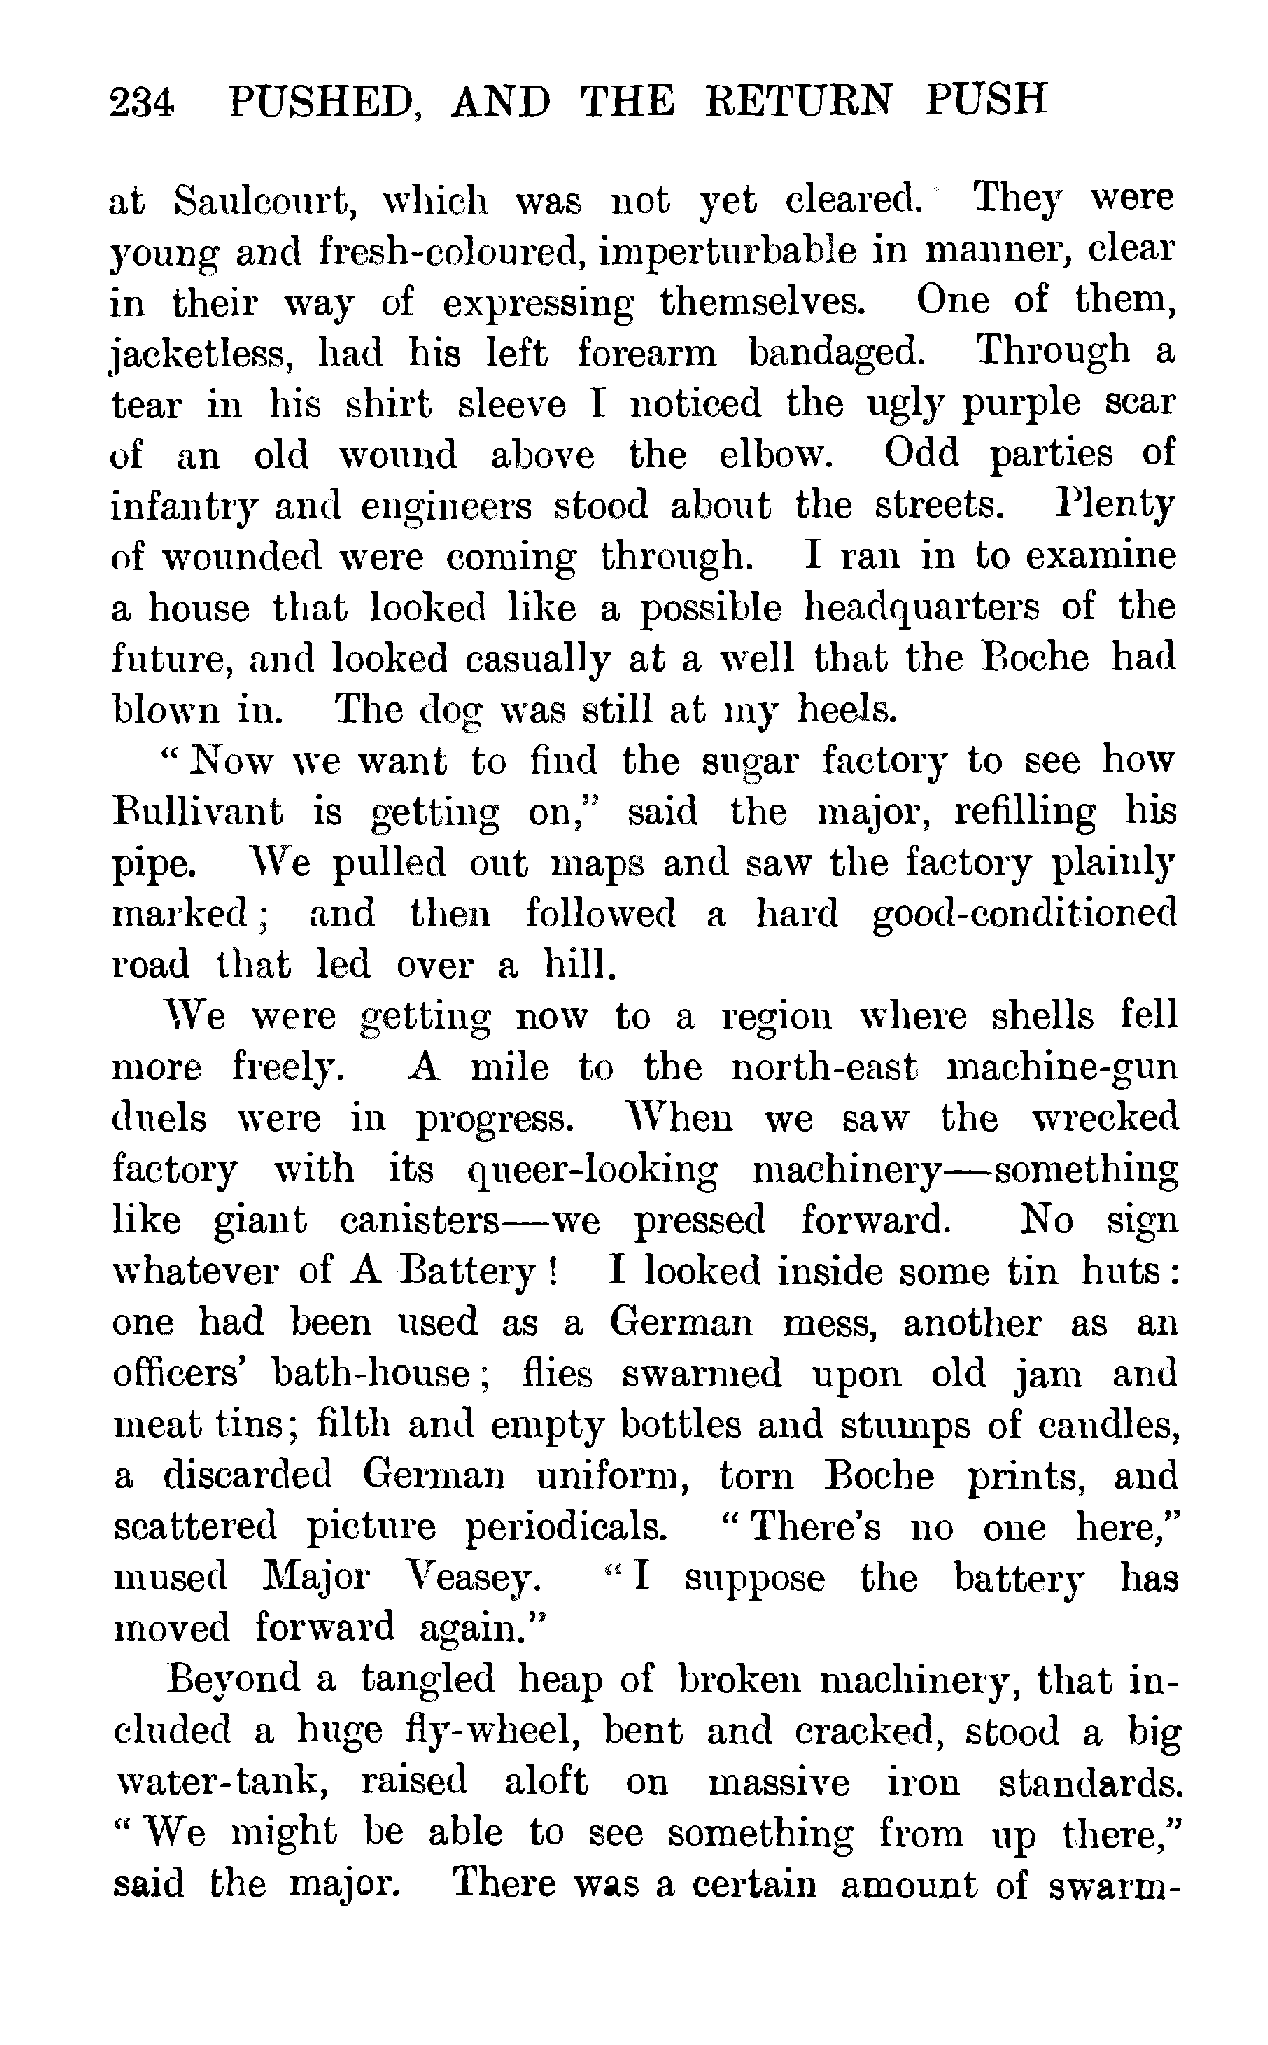 234 PUSHED, AND THE RETURN PUSH
at Saulcourt, which was not yet cleared. They were
young and fresh-coloured, imperturbable in manner, clear
in their way of expressing themselves. One of them,
jacketless, had his left forearm bandaged. Through a
tear in his shirt sleeve I noticed the ugly purple scar
of an old wound above the elbow. Odd parties of
infantry and engineers stood about the streets. Plenty
of wounded were coming through. I ran in to examine
a house that looked like a possible headquarters of the
future, and looked casually at a well that the Boche had
blown in. The dog was still at my heels.
“ Now we want to find the sugar factory to see how
Bullivant is getting on,” said the major, refilling his
pipe. We pulled out maps and saw the factory plainly
marked ; and then followed a hard good-conditioned
road that led over a hill.
We were getting now to a region where shells fell
more freely. A mile to the north-east machine-gun
duels were in progress. When we saw the wrecked
factory with its queer-looking machinery—something
like giant canisters—we pressed forward. No sign
whatever of A Battery ! I looked inside some tin huts :
one had been used as a German mess, another as an
officers’ bath-house ; flies swarmed upon old jam and
meat tins; filth and empty bottles and stumps of candles,
a discarded German uniform, torn Boche prints, and
scattered picture periodicals. “ There’s no one here,”
mused Major Veasey. “ I suppose the battery has
moved forward again.”
Beyond a tangled heap of broken machinery, that in-
cluded a huge fly-wheel, bent and cracked, stood a big
water-tank, raised aloft on massive iron standards.
“ We might be able to see something from up there,”
said the major. There was a certain amount of swarm-